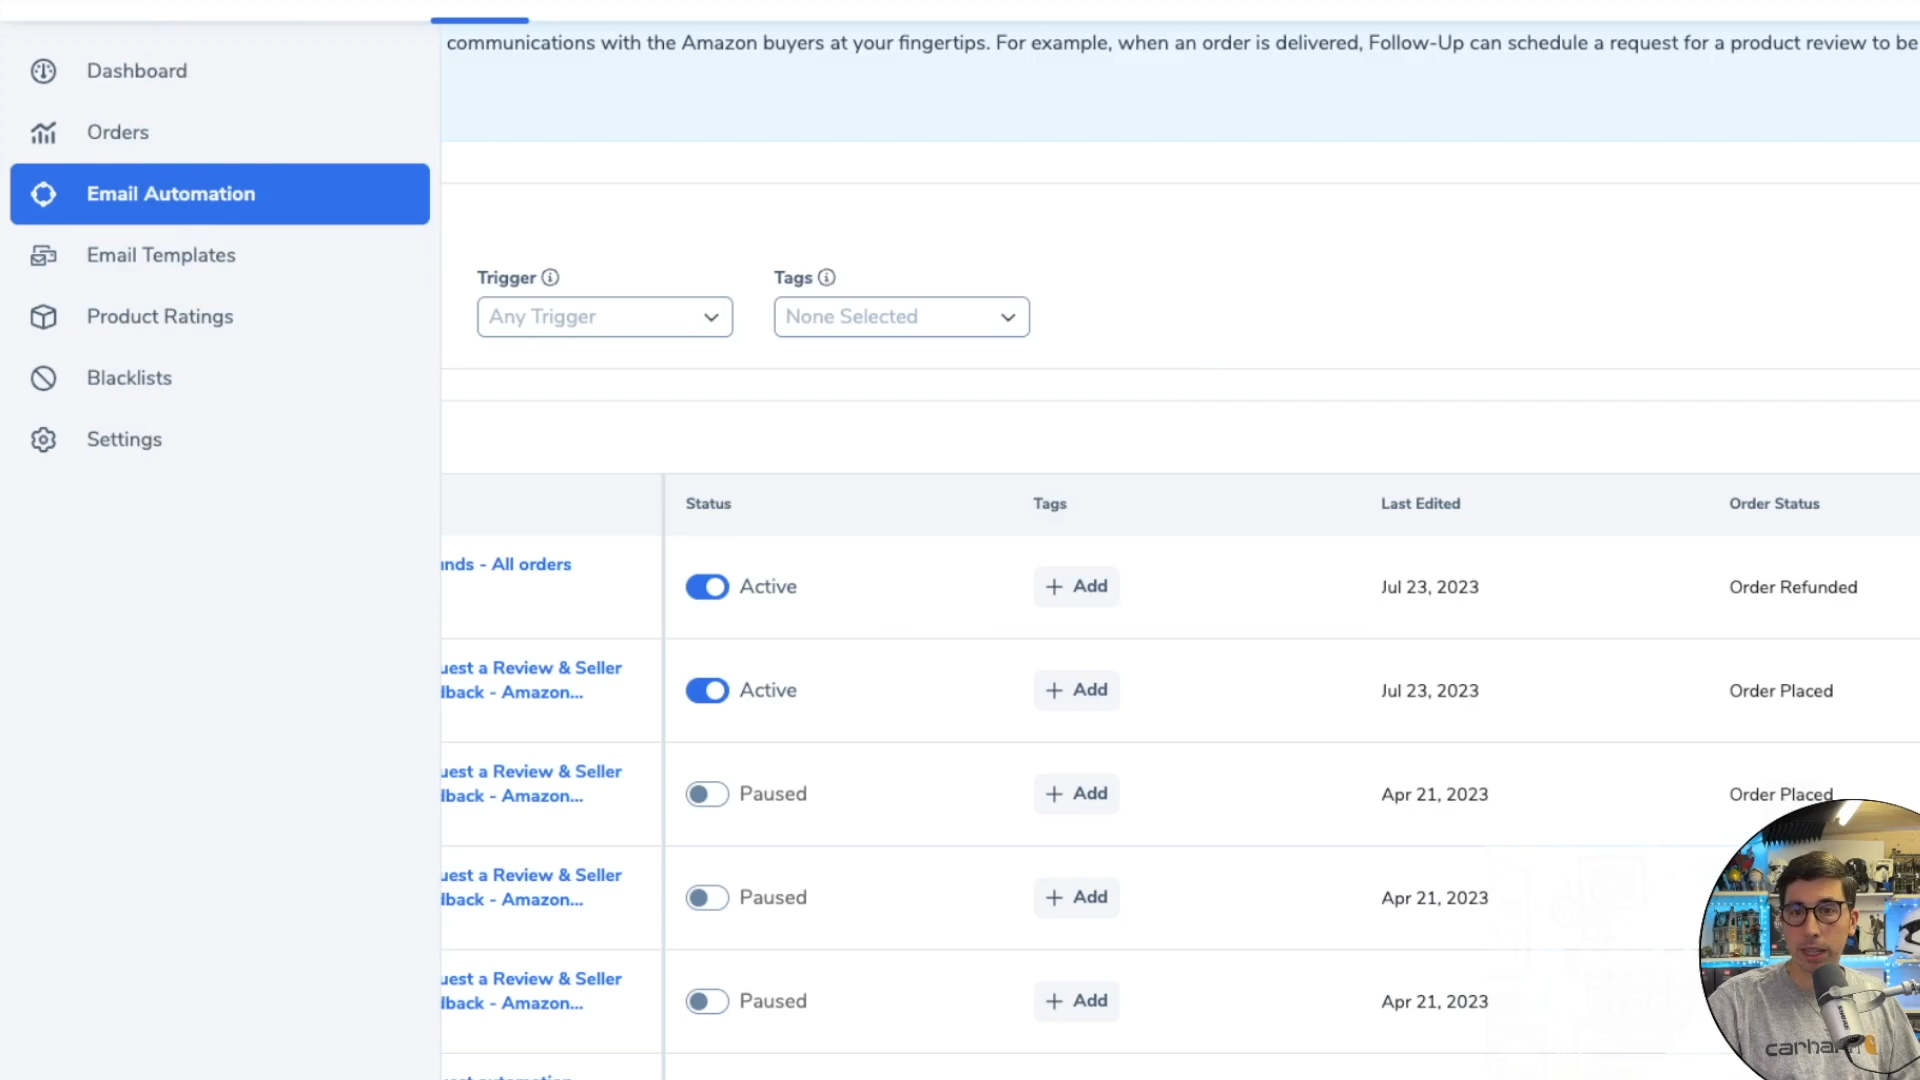 communications with the Amazon buyers at your fingertips. For example, when an order is delivered, Follow-Up can schedule a request for a product review to be
Dashboard
Orders
Email Automation
Email Templates
Product Ratings
Blacklists
Settings
Trigger
Any Trigger
Tags
None Selected
Status
Tags
Last Edited
Order Status
nds - All orders
Active
Add
Jul 23, 2023
Order Refunded
uest a Review & Seller
dback - Amazon...
Active
Add
Jul 23, 2023
Order Placed
uest a Review & Seller
dback - Amazon...
Paused
Add
Apr 21, 2023
Order Placed
uest a Review & Seller
dback - Amazon...
Paused
Add
Apr 21, 2023
uest a Review & Seller
dback - Amazon...
Paused
Add
Apr 21, 2023